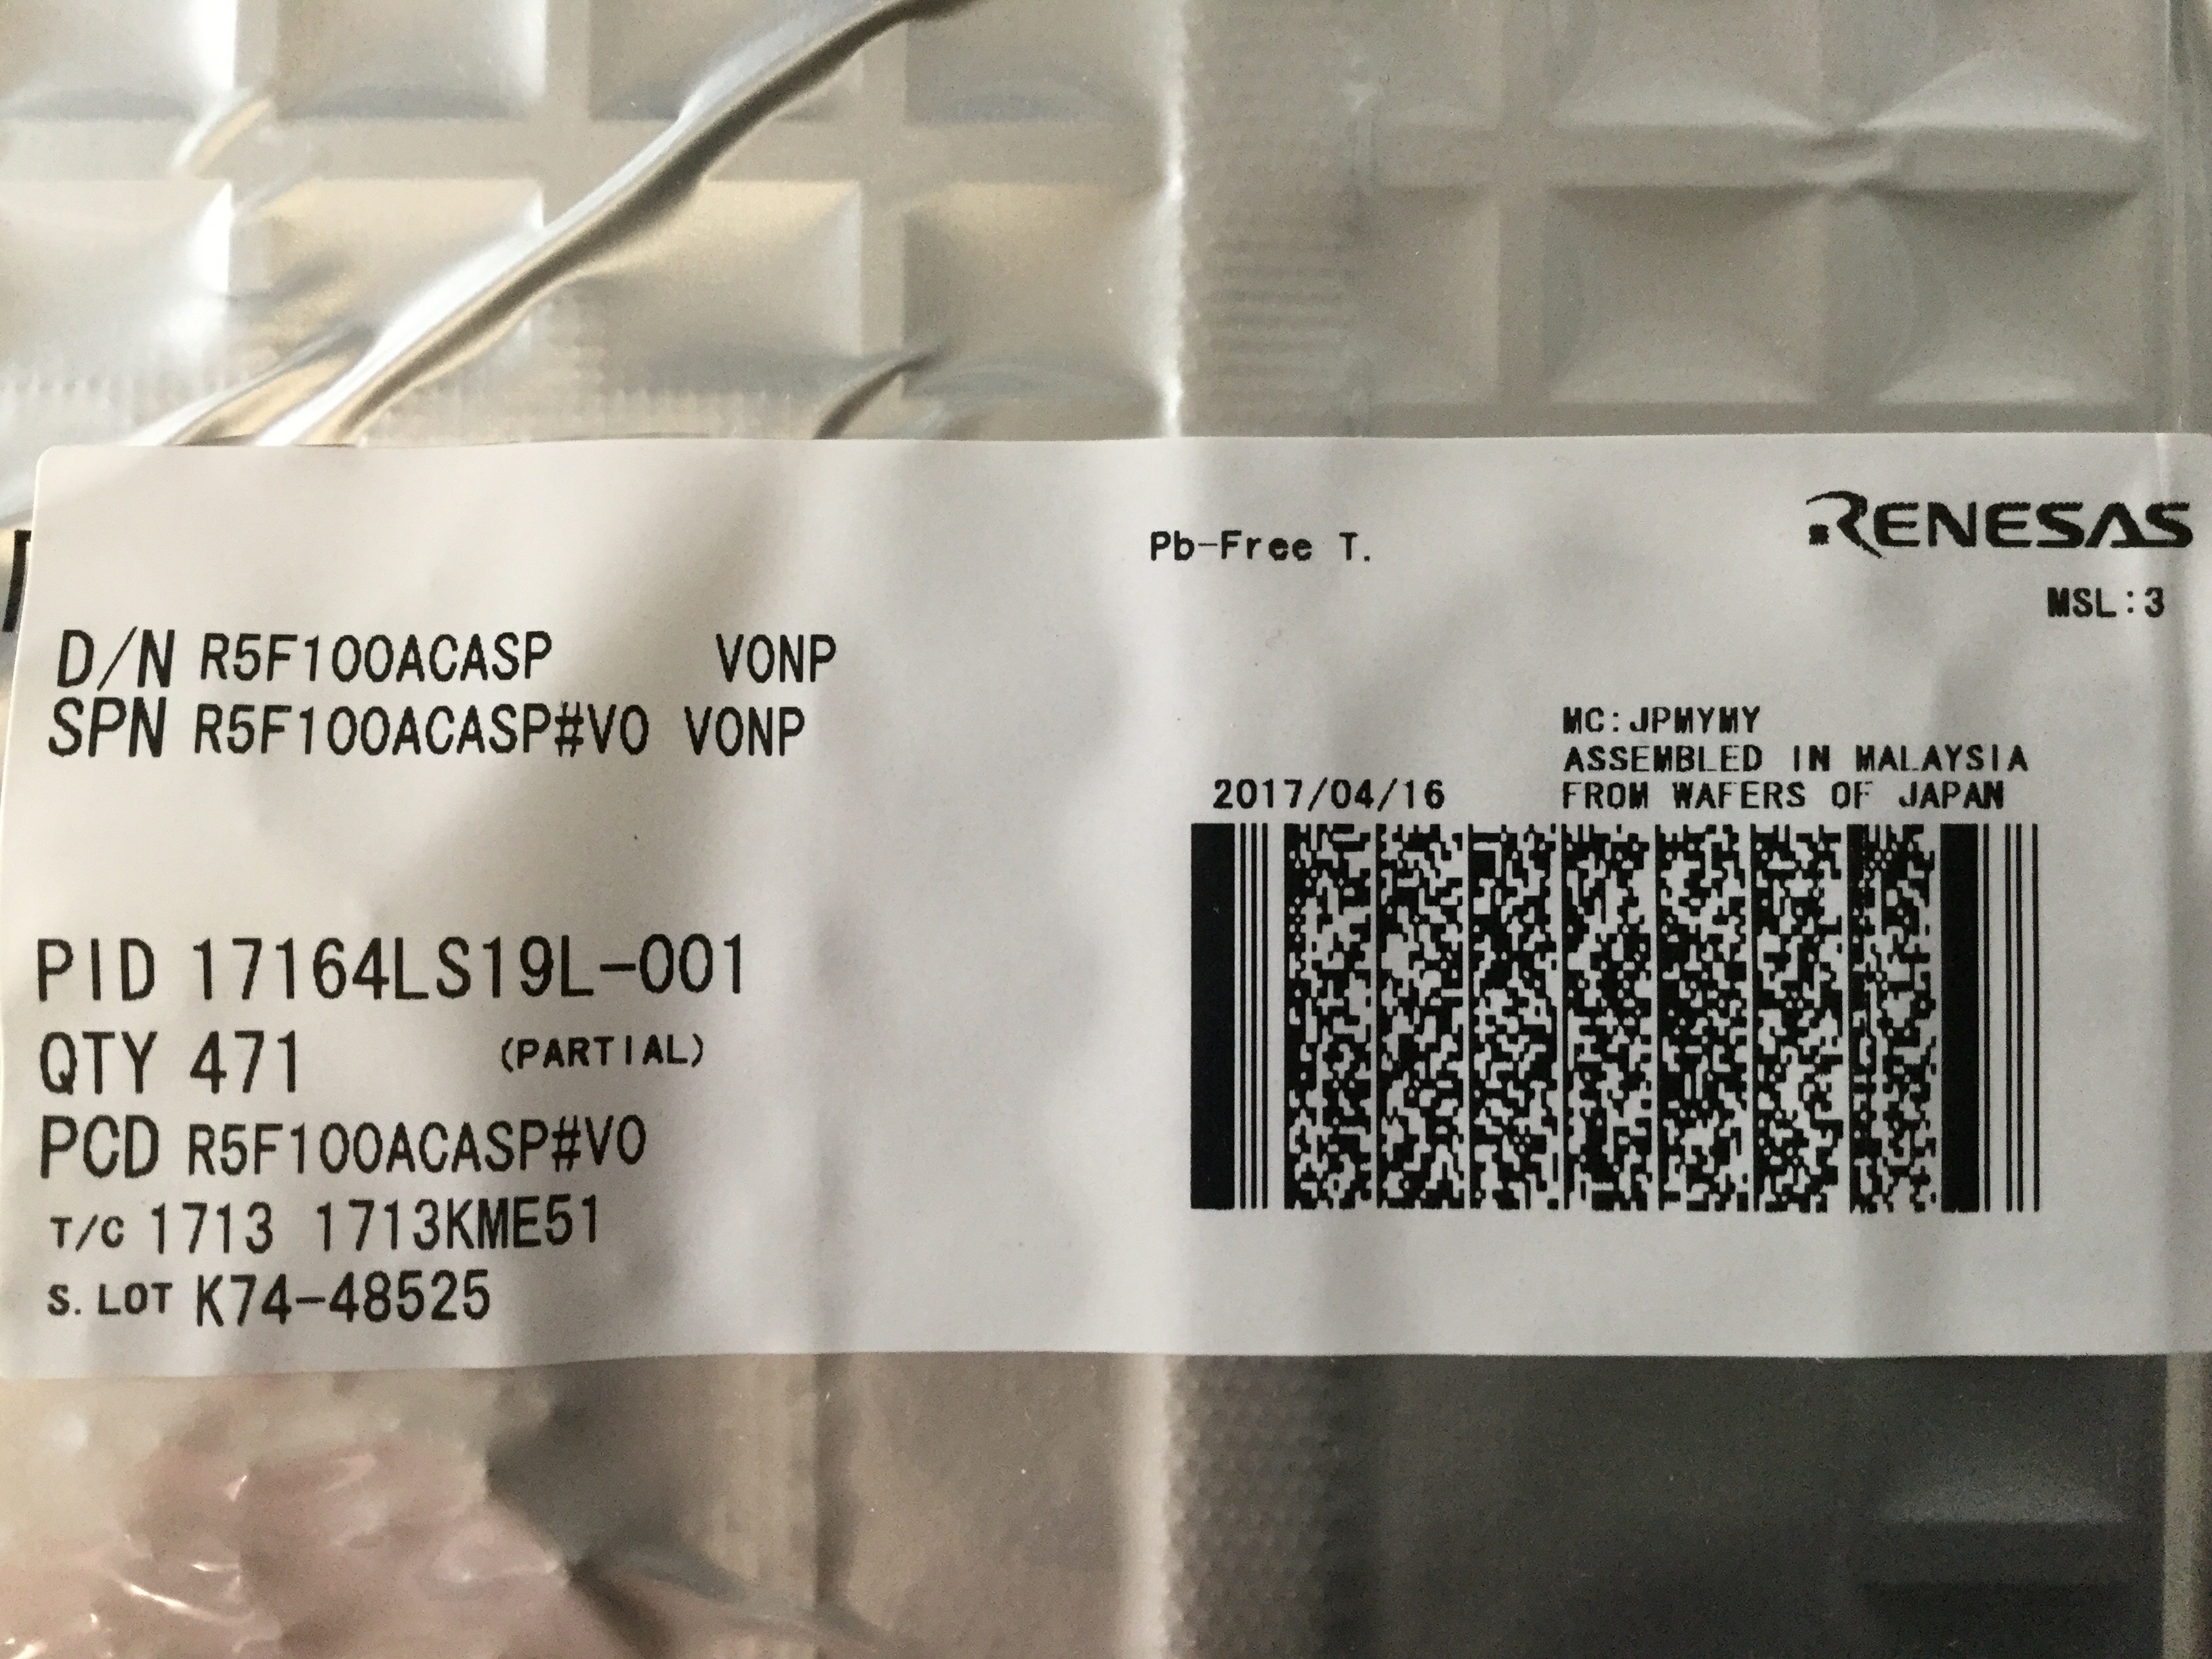 RENESAS
Pb-Free T.
MSL:3
D/N R5F100ACASP VONP
SPN R5F100ACASP#V0 VONP
MC:JPMYMY
ASSEMBLED IN MALAYSIA
2017/04/16 FROM WAFERS OF JAPAN
PID 17164LS19L-001
QTY 471 (PARTIAL)
PCD R5F100ACASP#V0
T/C 1713 1713KME51
S. LOT K74-48525